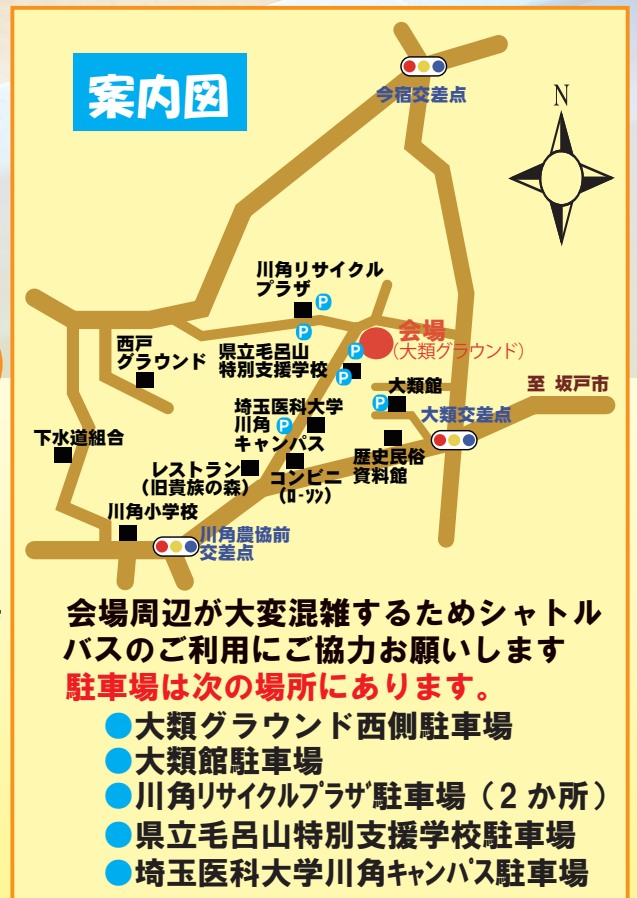 案内図
今宿交差点
N
川角リサイクル
プラザ
P
P
会場
(大類グラウンド)
西戸
グラウンド
県立毛呂山
特別支援学校
P
P
大類館
P
至 坂戸市
埼玉医科大学
川角
キャンパス
P
大類交差点
下水道組合
レストラン
(旧貴族の森)
コンビニ
(ﾛｰｿﾝ)
歴史民俗
資料館
川角小学校
川角農協前
交差点
会場周辺が大変混雑するためシャトル
バスのご利用にご協力お願いします
駐車場は次の場所にあります。
●大類グラウンド西側駐車場
●大類館駐車場
●川角ﾘｻｲｸﾙﾌﾟﾗｻﾞ駐車場（２か所）
●県立毛呂山特別支援学校駐車場
●埼玉医科大学川角ｷｬﾝﾊﾟｽ駐車場